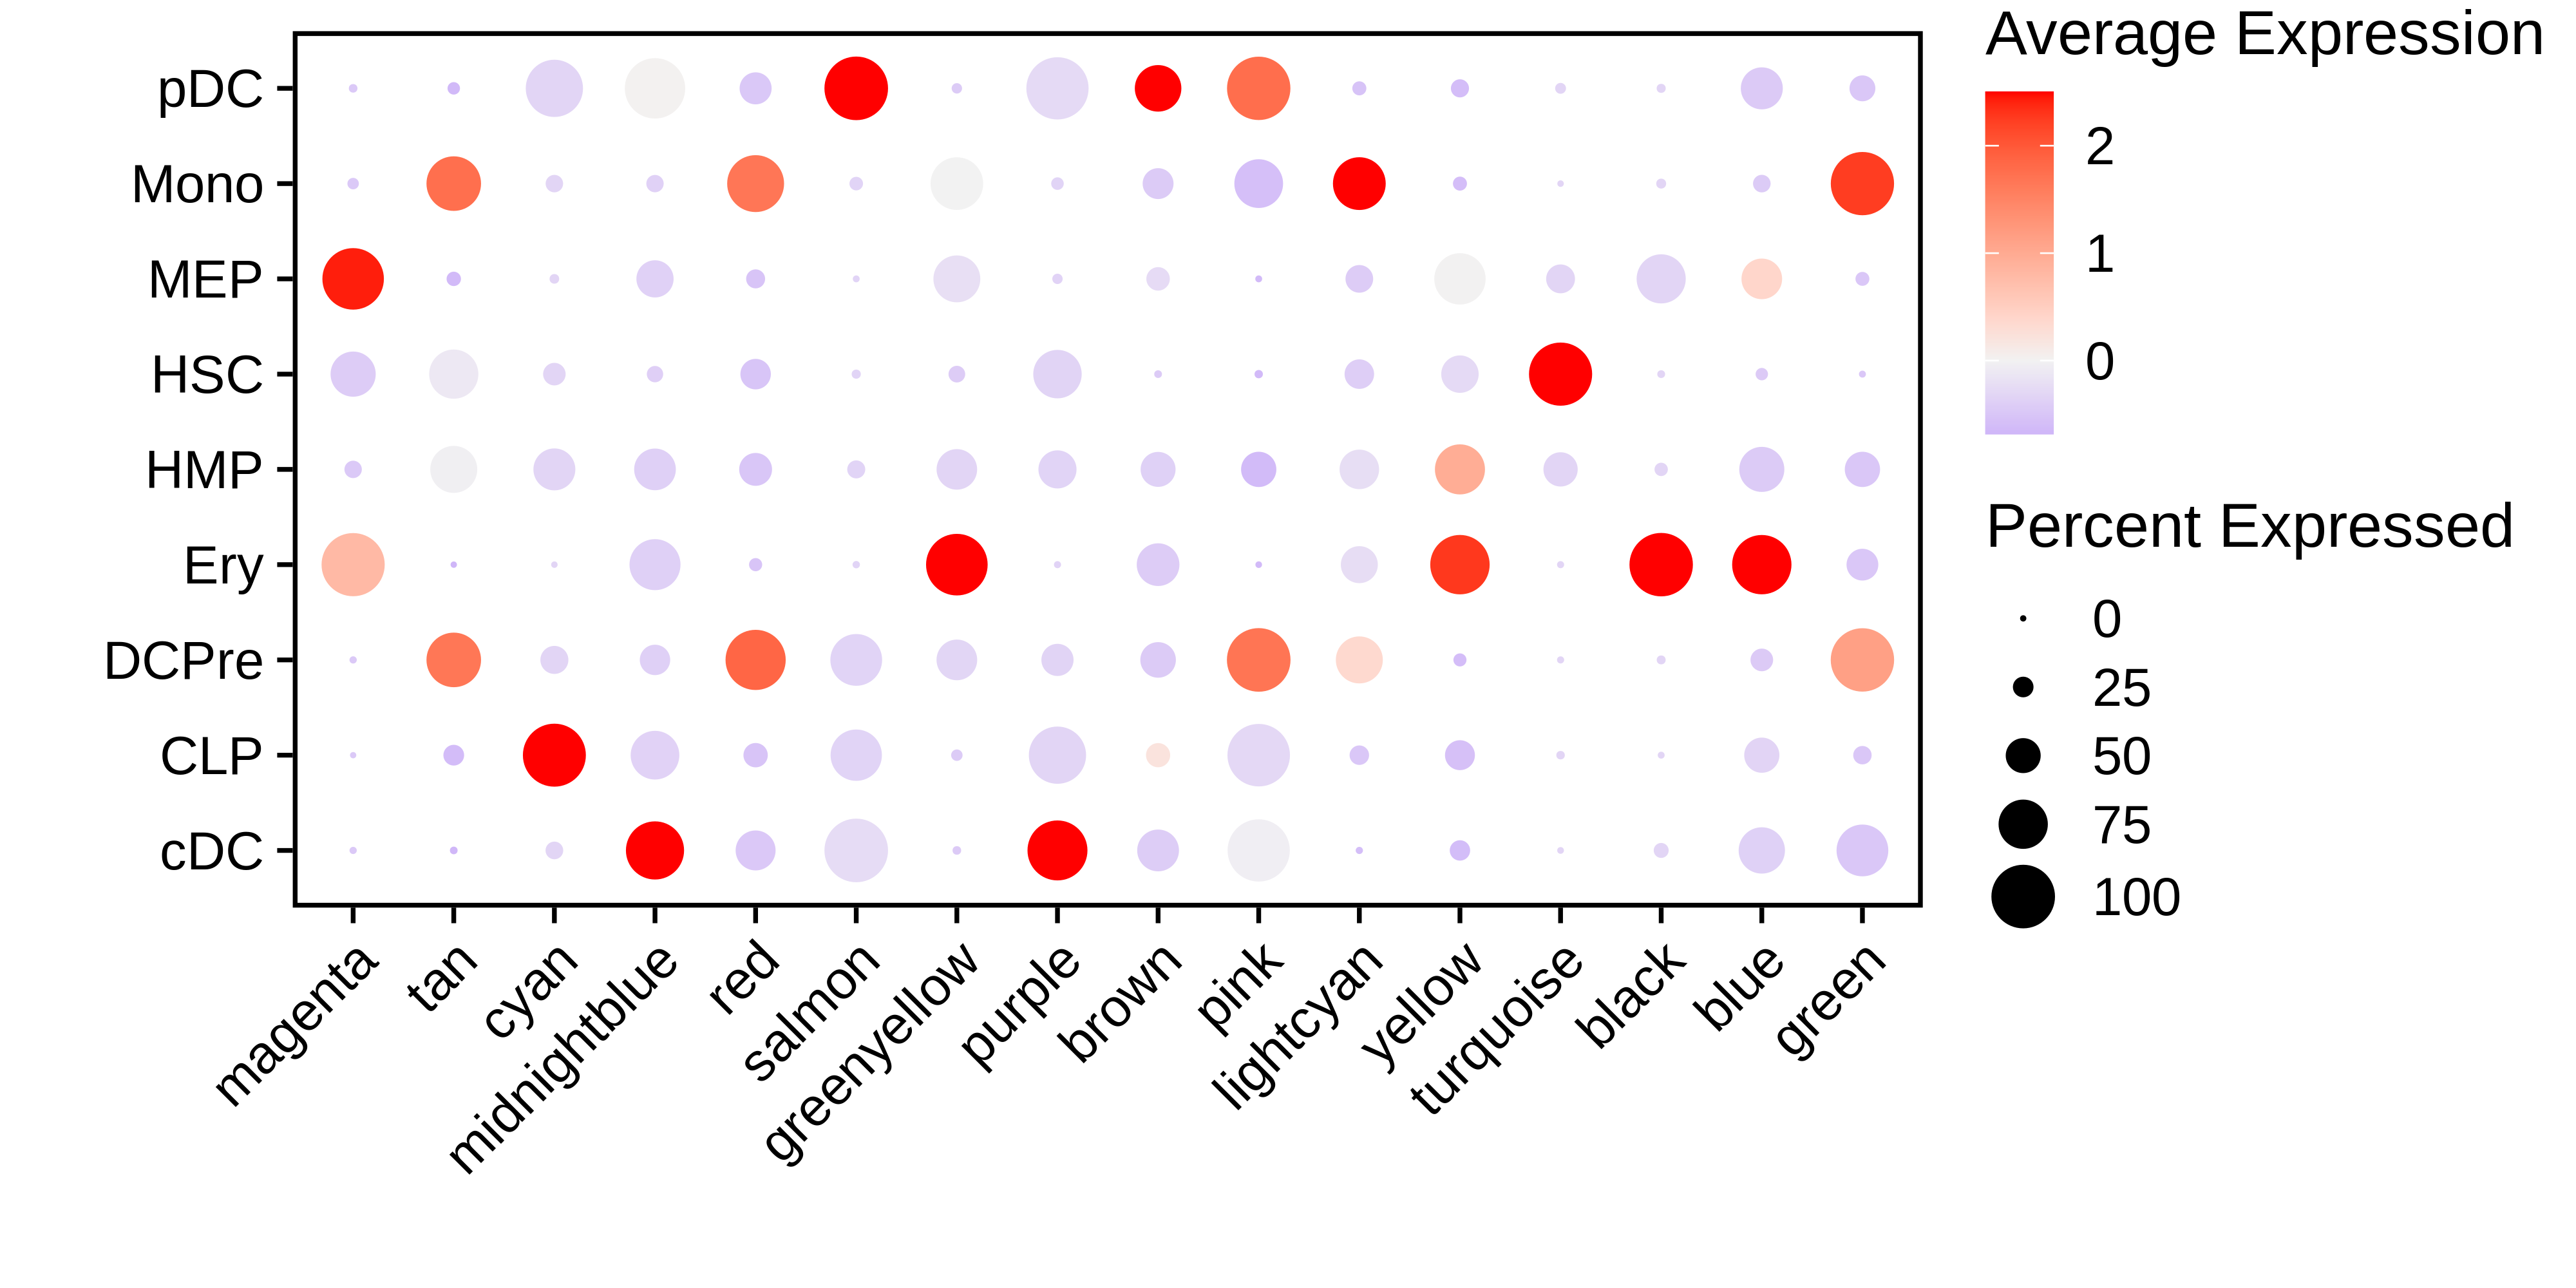 pDC
Mono
MEP
HSC
HMP
Ery
DCPre
CLP
cDC
magenta
tan
cyan
midnightblue
red
salmon
greenyellow
purple
brown
pink
lightcyan
yellow
turquoise
black
blue
green
Average Expression
2
1
0
Percent Expressed
0
25
50
75
100